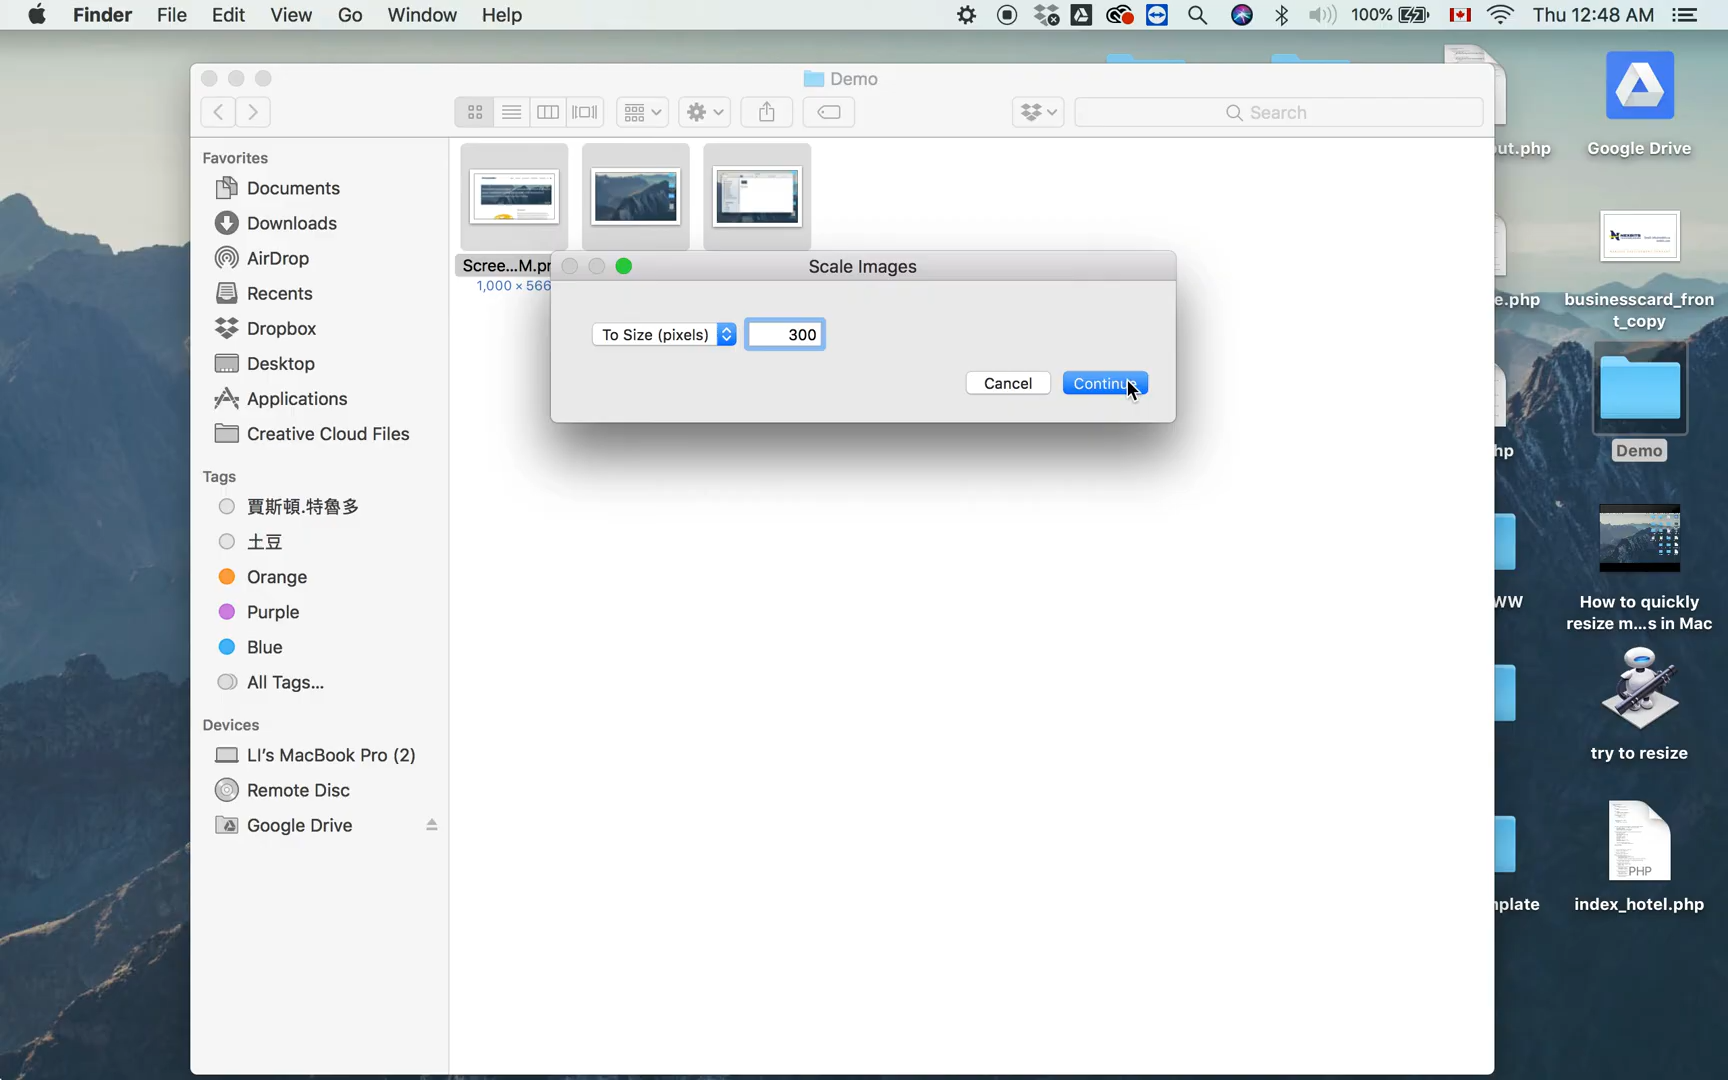 Finder File Edit View Go Window Help 100% Thu 12:48 AM
Demo
Search
Favorites
Documents
Downloads
AirDrop
Recents
Dropbox
Desktop
Applications
Creative Cloud Files
Tags
賈斯頓.特魯多
土豆
Orange
Purple
Blue
All Tags...
Devices
LI's MacBook Pro (2)
Remote Disc
Google Drive
Scree...M.pn
1,000 × 566
Scale Images
To Size (pixels) 300
Cancel Continue
ut.php
Google Drive
e.php
businesscard_fron
t_copy
hp
Demo
WW
How to quickly
resize m...s in Mac
try to resize
PHP
nplate
index_hotel.php